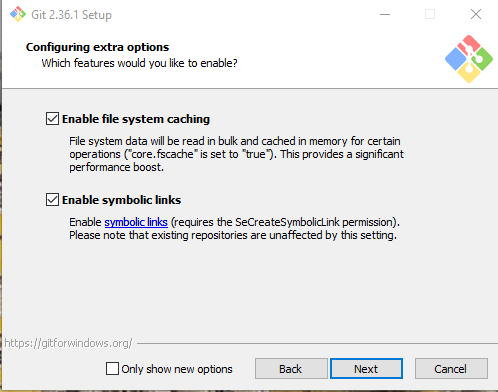 Git 2.36.1 Setup
Configuring extra options
Which features would you like to enable?
Enable file system caching
File system data will be read in bulk and cached in memory for certain
operations ("core.fscache" is set to "true"). This provides a significant
performance boost.
Enable symbolic links
Enable symbolic links (requires the SeCreateSymbolicLink permission).
Please note that existing repositories are unaffected by this setting.
https://gitforwindows.org/
Only show new options
Back
Next
Cancel